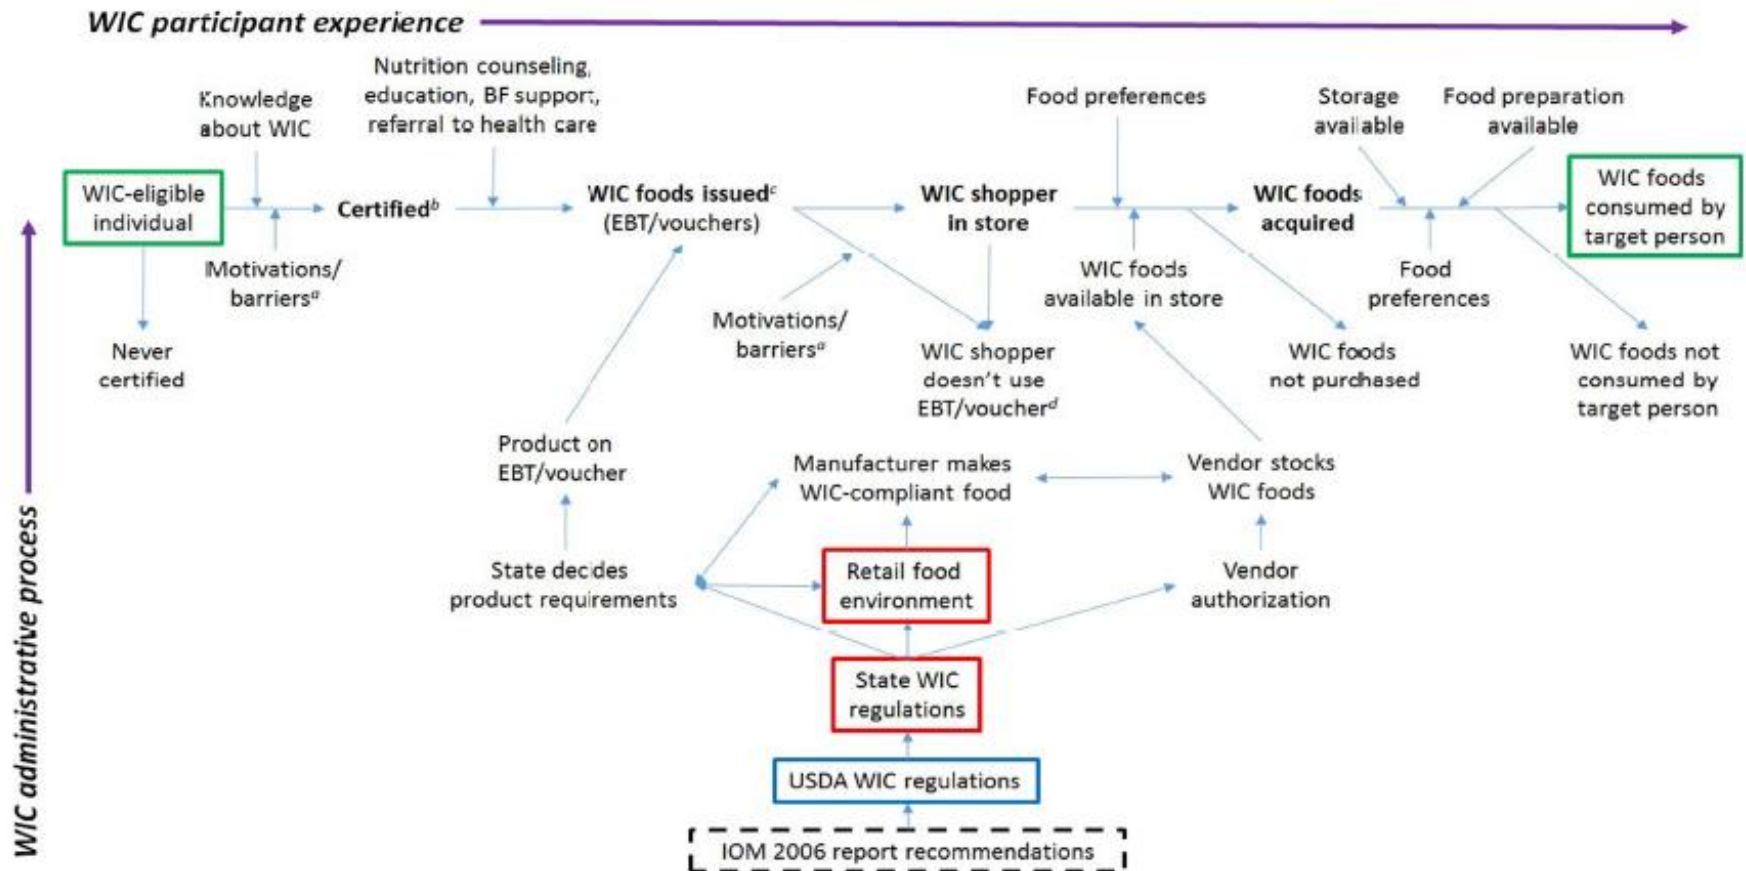 WIC participant experience
Nutrition counseling,
education, BF support,
referral to health care
Knowledge
about WIC
Food preferences
Storage
available
Food preparation
available
WIC-eligible
individual
Certifiedᵇ
WIC foods issuedᶜ
(EBT/vouchers)
WIC shopper
in store
WIC foods
acquired
WIC foods
consumed by
target person
Motivations/
barriersᵃ
WIC foods
available in store
Food
preferences
Motivations/
barriersᵃ
Never
certified
WIC shopper
doesn't use
EBT/voucherᵈ
WIC foods
not purchased
WIC foods not
consumed by
target person
Product on
EBT/voucher
Manufacturer makes
WIC-compliant food
Vendor stocks
WIC foods
State decides
product requirements
Retail food
environment
Vendor
authorization
State WIC
regulations
USDA WIC regulations
IOM 2006 report recommendations
WIC administrative process